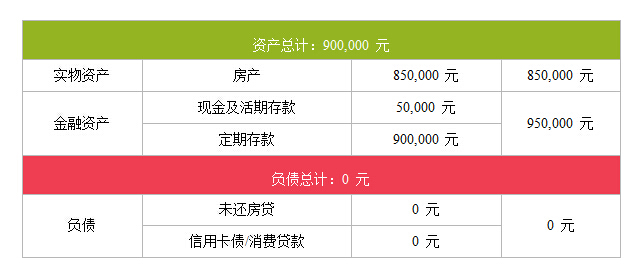 资产总计：900,000 元
实物资产 房产 850,000 元 850,000 元
金融资产 现金及活期存款 50,000 元 950,000 元
定期存款 900,000 元
负债总计：0 元
负债 未还房贷 0 元 0 元
信用卡债/消费贷款 0 元